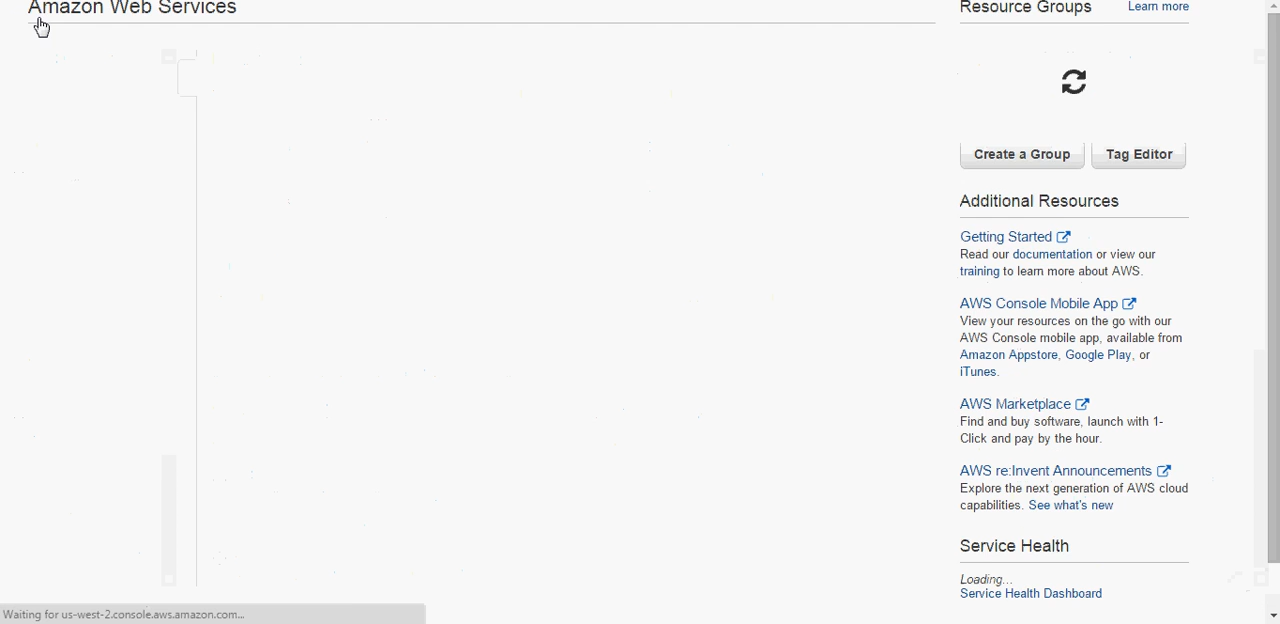 Amazon Web Services
Resource Groups Learn more
Create a Group Tag Editor
Additional Resources
Getting Started
Read our documentation or view our
training to learn more about AWS.
AWS Console Mobile App
View your resources on the go with our
AWS Console mobile app, available from
Amazon Appstore, Google Play, or
iTunes.
AWS Marketplace
Find and buy software, launch with 1-
Click and pay by the hour.
AWS re:Invent Announcements
Explore the next generation of AWS cloud
capabilities. See what's new
Service Health
Loading...
Service Health Dashboard
Waiting for us-west-2.console.aws.amazon.com...